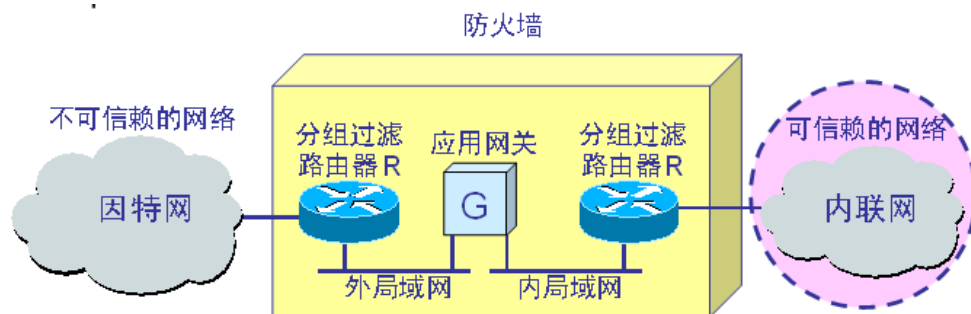 防火墙
不可信赖的网络
因特网
分组过滤
路由器 R
应用网关
G
分组过滤
路由器 R
外局域网
内局域网
可信赖的网络
内联网